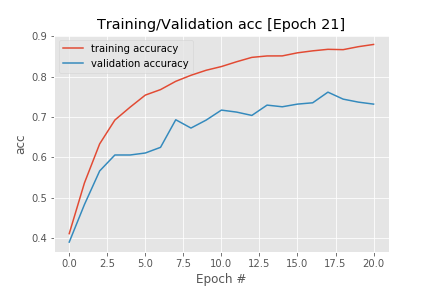 Training/Validation acc [Epoch 21]
training accuracy
validation accuracy
acc
0.9
0.8
0.7
0.6
0.5
0.4
0.0 2.5 5.0 7.5 10.0 12.5 15.0 17.5 20.0
Epoch #